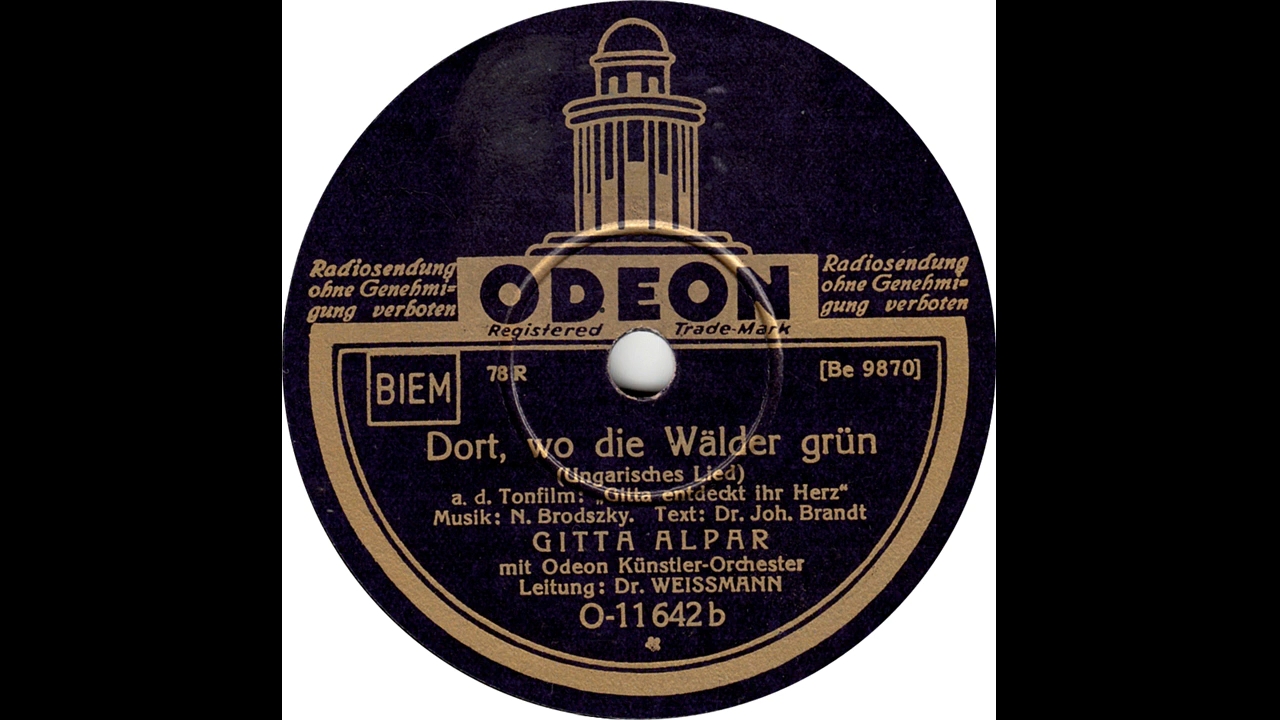 Radiosendung
ohne Genehmi=
gung verboten
ODEON
Radiosendung
ohne Genehmi=
gung verboten
Registered Trade-Mark
BIEM
78 R
[Be 9870]
Dort, wo die Wälder grün
(Ungarisches Lied)
a. d. Tonfilm: „Gitta entdeckt ihr Herz“
Musik: N. Brodszky. Text: Dr. Joh. Brandt
GITTA ALPAR
mit Odeon Künstler-Orchester
Leitung: Dr. WEISSMANN
O-11642b